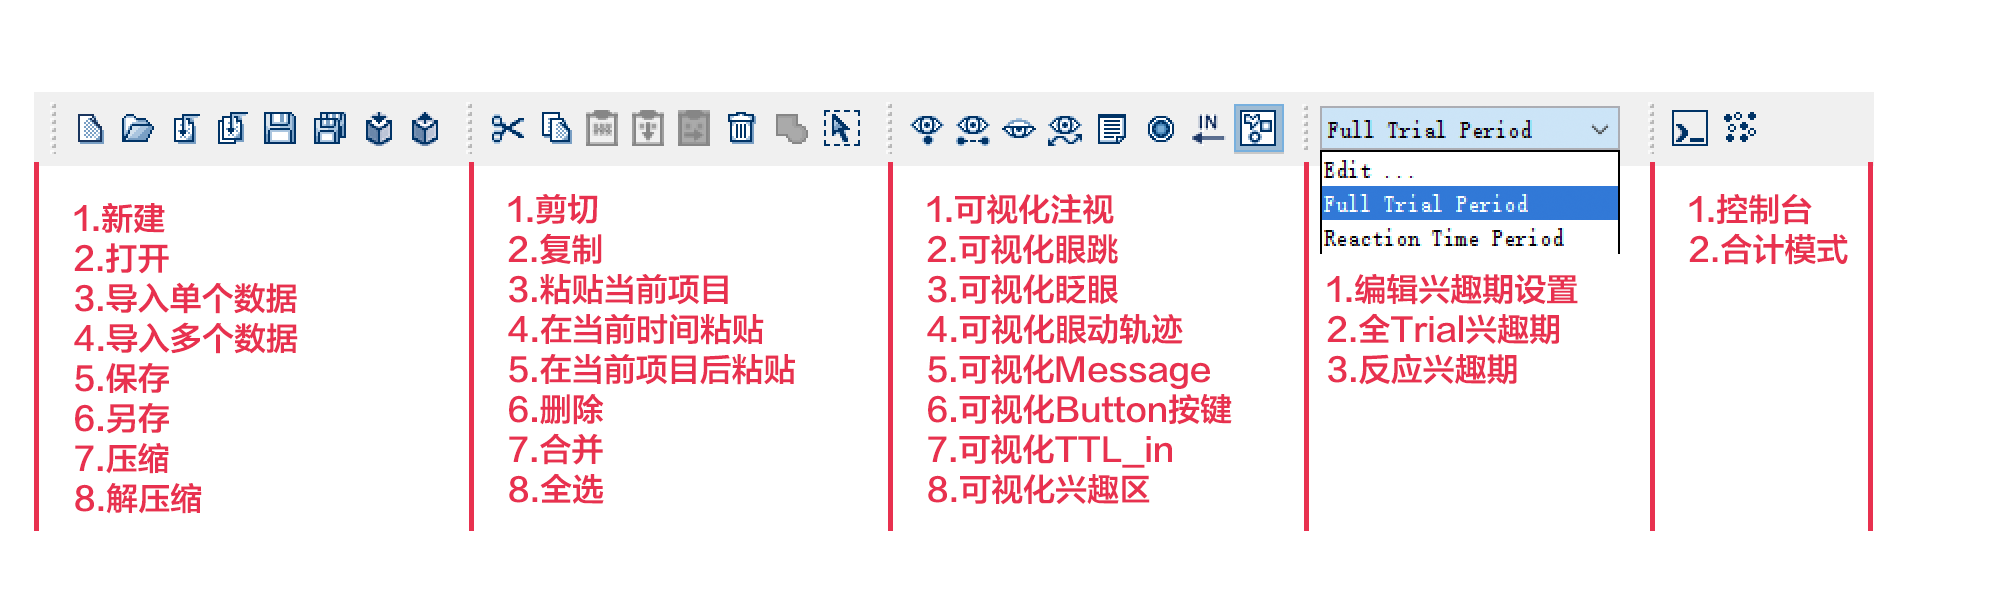 IN
Full Trial Period
Edit ...
Full Trial Period
Reaction Time Period
1.新建
2.打开
3.导入单个数据
4.导入多个数据
5.保存
6.另存
7.压缩
8.解压缩
1.剪切
2.复制
3.粘贴当前项目
4.在当前时间粘贴
5.在当前项目后粘贴
6.删除
7.合并
8.全选
1.可视化注视
2.可视化眼跳
3.可视化眨眼
4.可视化眼动轨迹
5.可视化Message
6.可视化Button按键
7.可视化TTL_in
8.可视化兴趣区
1.编辑兴趣期设置
2.全Trial兴趣期
3.反应兴趣期
1.控制台
2.合计模式